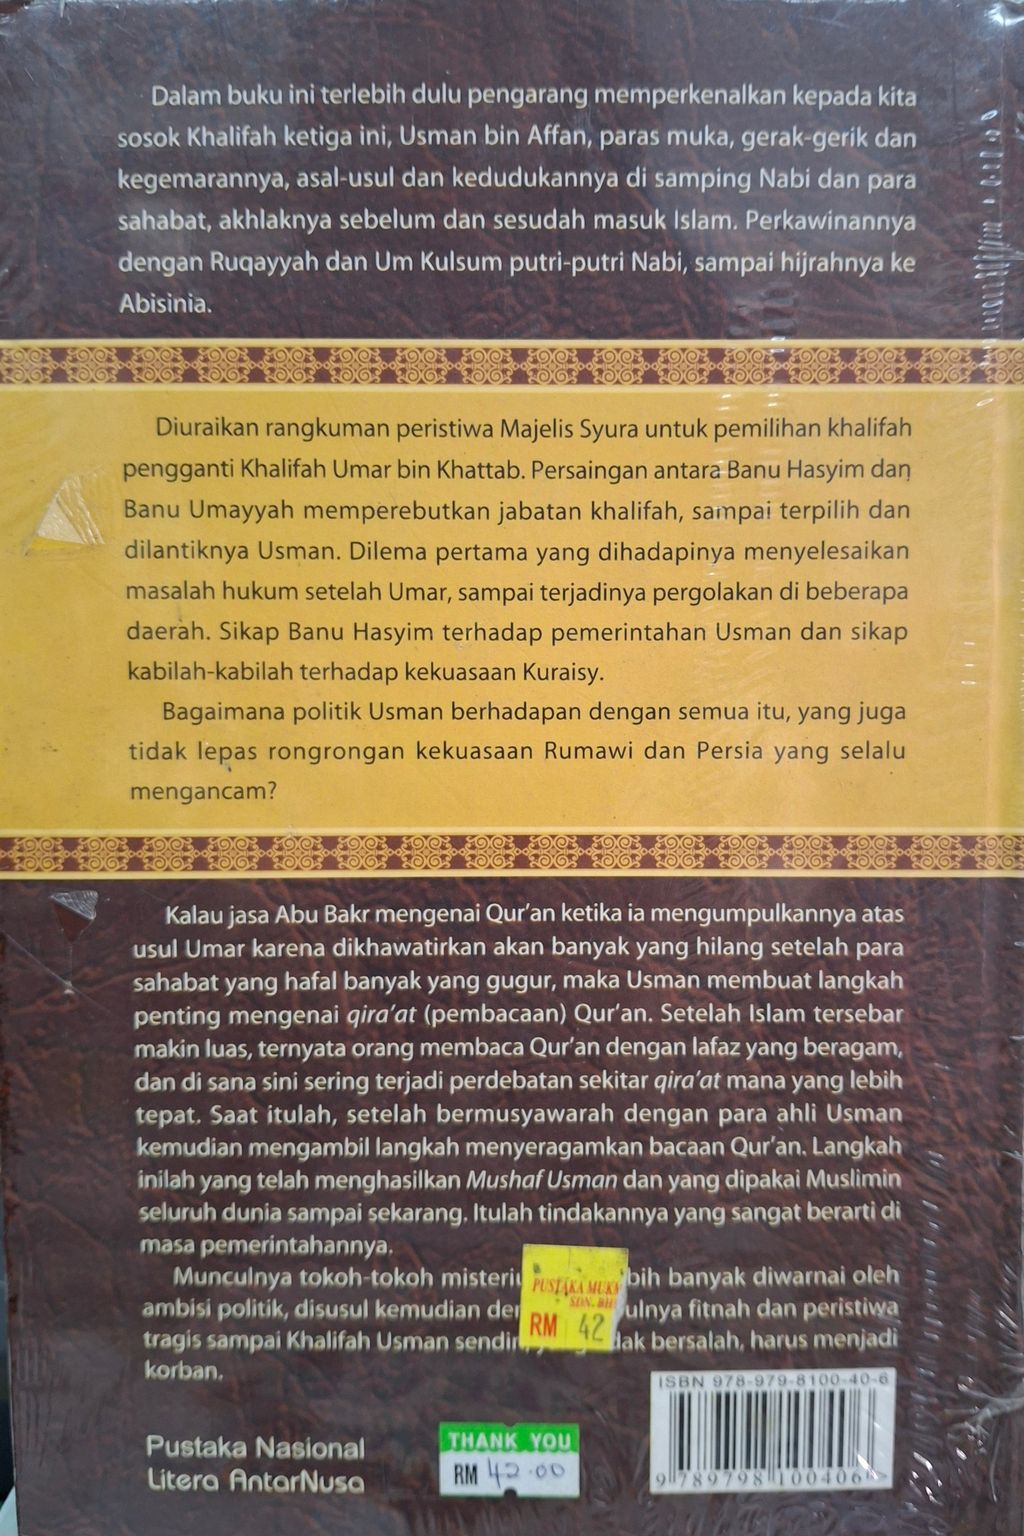 Dalam buku ini terlebih dulu pengarang memperkenalkan kepada kita
sosok Khalifah ketiga ini, Usman bin Affan, paras muka, gerak-gerik dan
kegemarannya, asal-usul dan kedudukannya di samping Nabi dan para
sahabat, akhlaknya sebelum dan sesudah masuk Islam. Perkawinannya
dengan Ruqayyah dan Um Kulsum putri-putri Nabi, sampai hijrahnya ke
Abisinia.
Diuraikan rangkuman peristiwa Majelis Syura untuk pemilihan khalifah
pengganti Khalifah Umar bin Khattab. Persaingan antara Banu Hasyim dan
Banu Umayyah memperebutkan jabatan khalifah, sampai terpilih dan
dilantiknya Usman. Dilema pertama yang dihadapinya menyelesaikan
masalah hukum setelah Umar, sampai terjadinya pergolakan di beberapa
daerah. Sikap Banu Hasyim terhadap pemerintahan Usman dan sikap
kabilah-kabilah terhadap kekuasaan Kuraisy.
Bagaimana politik Usman berhadapan dengan semua itu, yang juga
tidak lepas rongrongan kekuasaan Rumawi dan Persia yang selalu
mengancam?
Kalau jasa Abu Bakr mengenai Qur'an ketika ia mengumpulkannya atas
usul Umar karena dikhawatirkan akan banyak yang hilang setelah para
sahabat yang hafal banyak yang gugur, maka Usman membuat langkah
penting mengenai qira'at (pembacaan) Qur'an. Setelah Islam tersebar
makin luas, ternyata orang membaca Qur'an dengan lafaz yang beragam,
dan di sana sini sering terjadi perdebatan sekitar qira'at mana yang lebih
tepat. Saat itulah, setelah bermusyawarah dengan para ahli Usman
kemudian mengambil langkah menyeragamkan bacaan Qur'an. Langkah
inilah yang telah menghasilkan Mushaf Usman dan yang dipakai Muslimin
seluruh dunia sampai sekarang. Itulah tindakannya yang sangat berarti di
masa pemerintahannya.
Munculnya tokoh-tokoh banyak diwarnai oleh
ambisi politik, disusul kemudian fitnah dan peristiwa
tragis sampai Khalifah Usman bersalah, harus menjadi
korban.
PUSTAKA
SDN.
RM 42
ISBN 978-979-8100-40-6
9 789798 100406
Pustaka Nasional
Litera AntarNusa
THANK YOU
RM 42.00